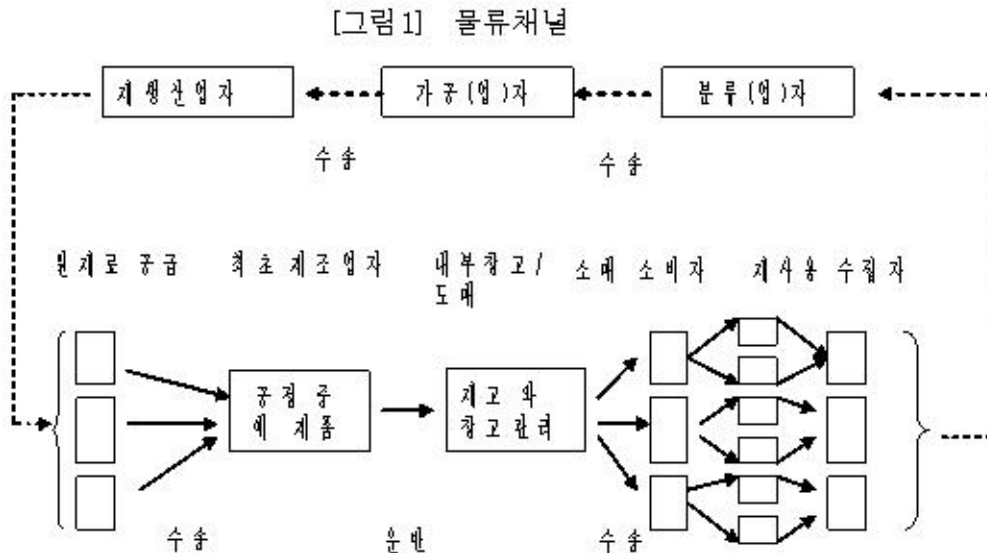 [그림1] 물류채널
재생산업자 가공(업)자 분류(업)자
수송 수송
원재료 공급 최초 제조업자 내부창고/ 소매 소비자 재사용 수집자
도매
공정중 재고 와
에 제품 창고관리
수송 운반 수송